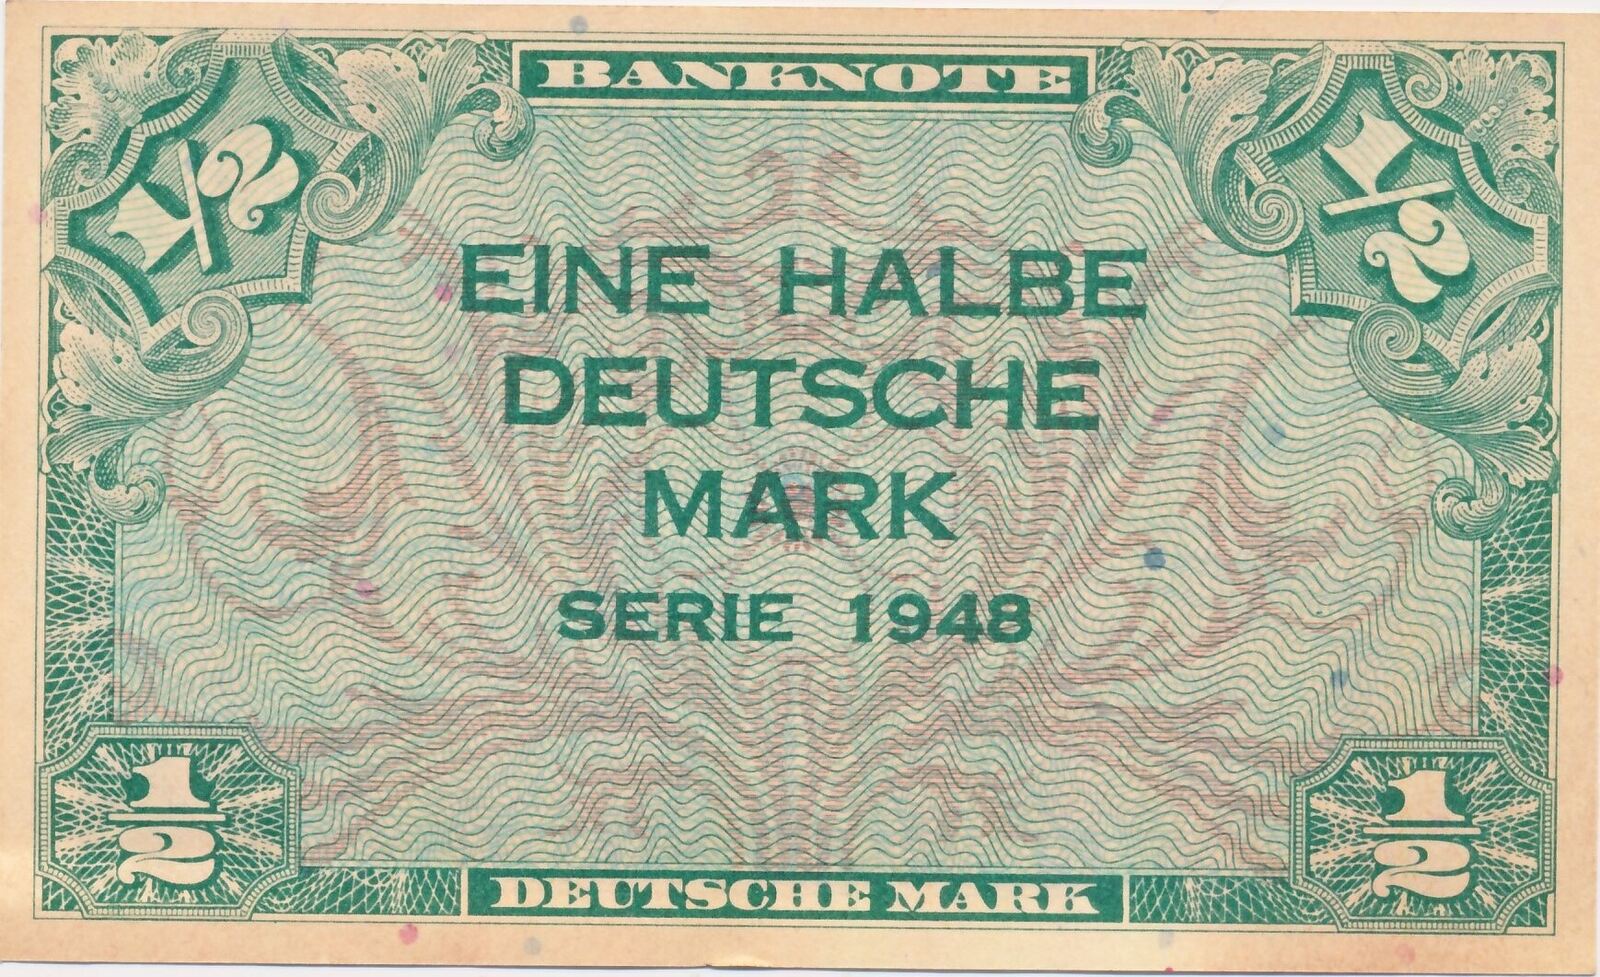 BANKNOTE
1/2
1/2
EINE HALBE
DEUTSCHE
MARK
SERIE 1948
1/2
1/2
DEUTSCHE MARK